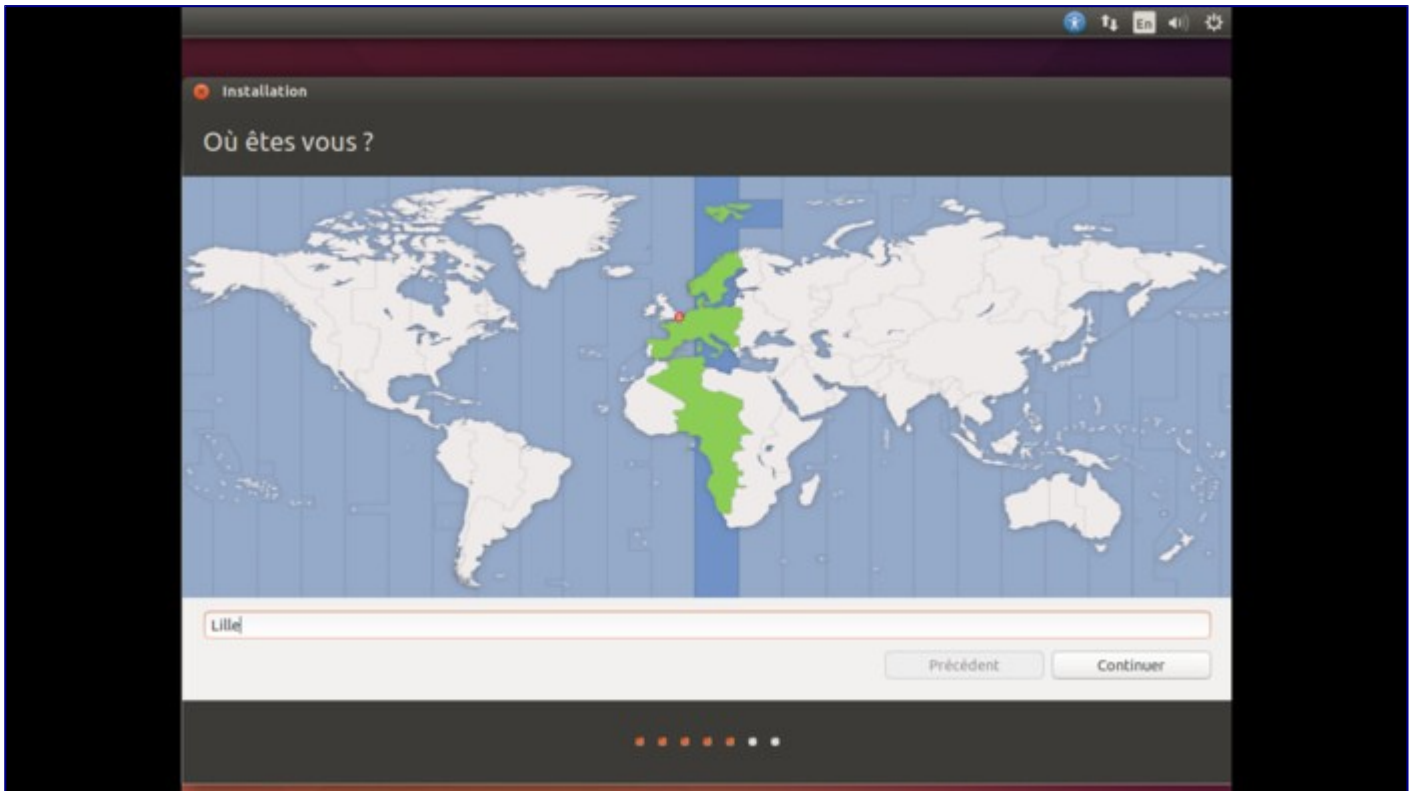 En
Installation
Où êtes vous ?
Lille
Précédent
Continuer